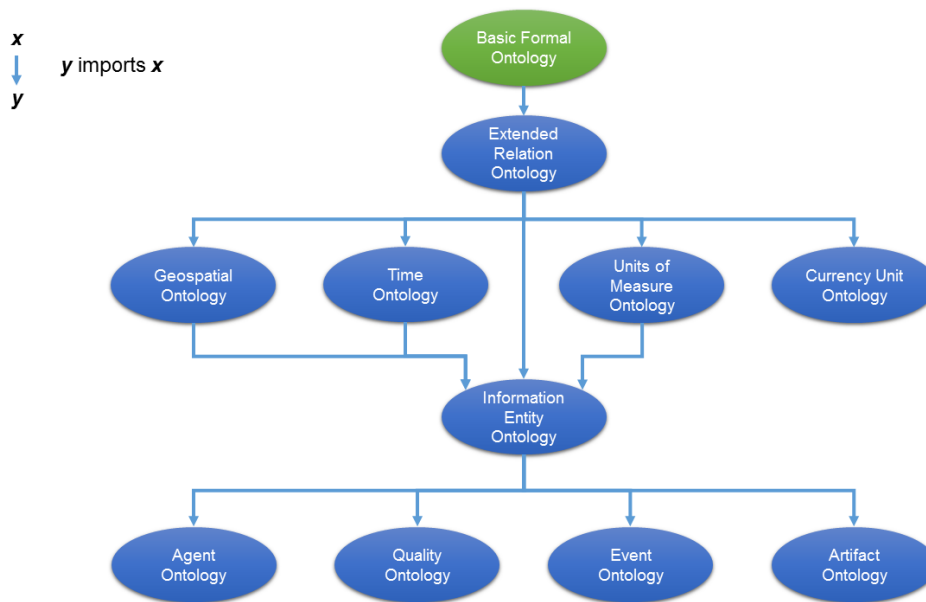 x
y imports x
y
Basic Formal
Ontology
Extended
Relation
Ontology
Geospatial
Ontology
Time
Ontology
Units of
Measure
Ontology
Currency Unit
Ontology
Information
Entity
Ontology
Agent
Ontology
Quality
Ontology
Event
Ontology
Artifact
Ontology